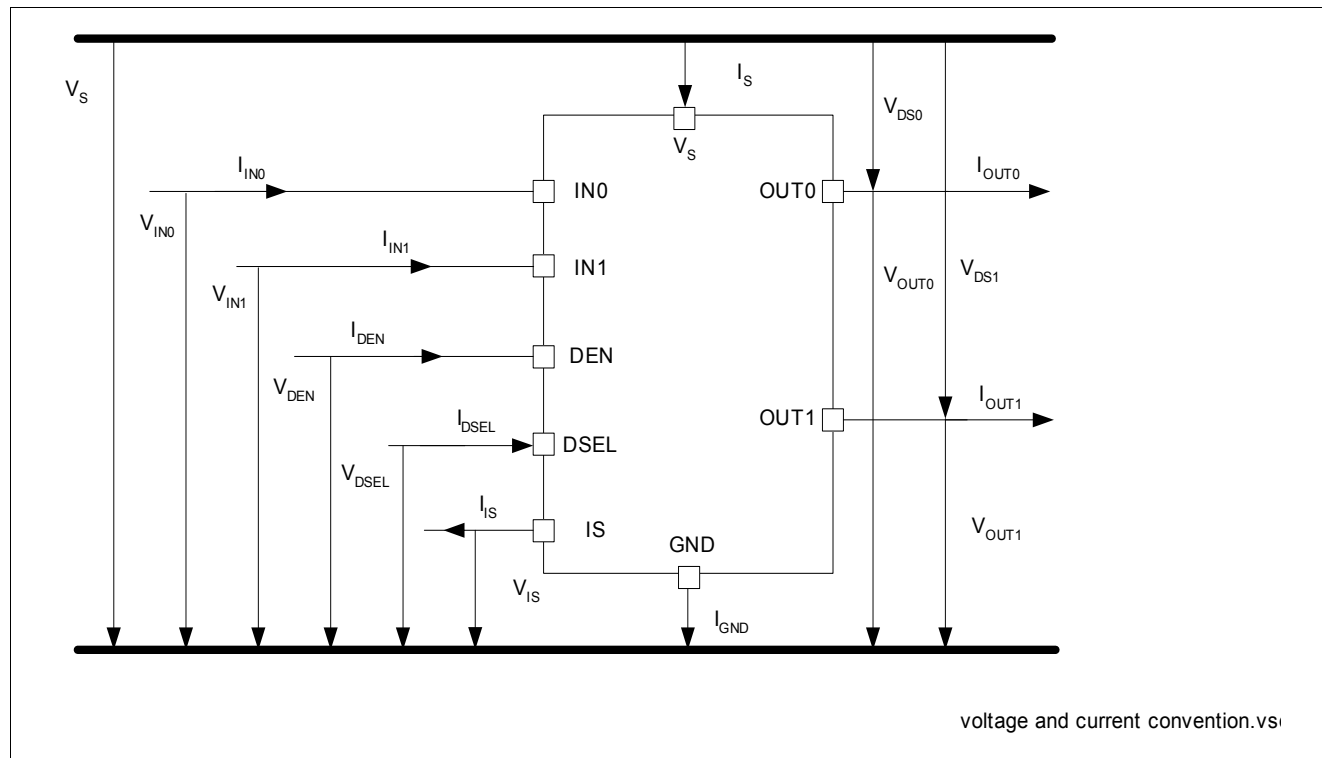 V_S
I_S
V_DS0
V_S
I_IN0
IN0
OUT0
I_OUT0
V_IN0
I_IN1
IN1
V_OUT0
V_DS1
V_IN1
I_DEN
DEN
V_DEN
I_DSEL
DSEL
OUT1
I_OUT1
V_DSEL
I_IS
IS
GND
V_OUT1
V_IS
I_GND
voltage and current convention.vs